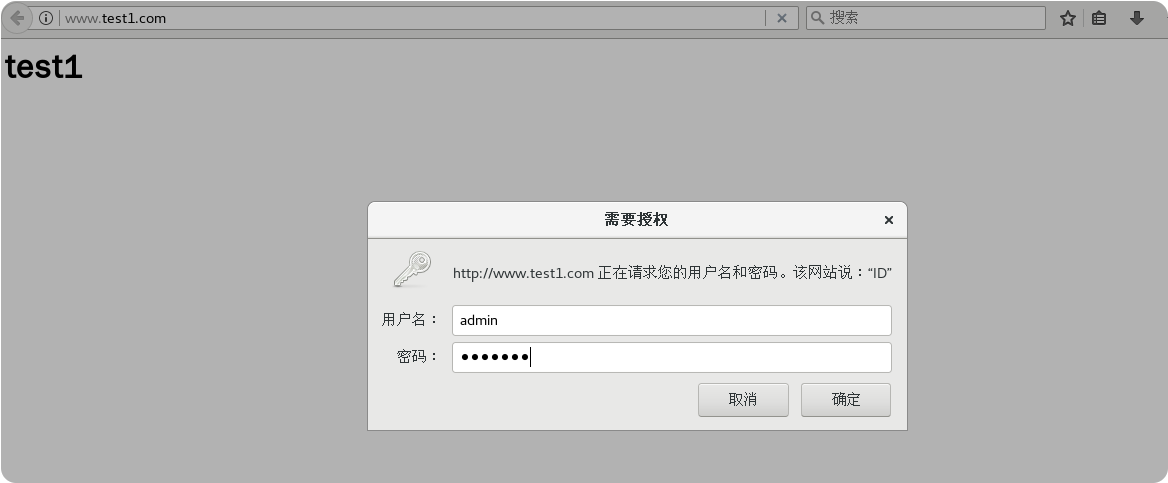 www.test1.com
搜索
test1
需要授权
http://www.test1.com 正在请求您的用户名和密码。该网站说：“ID”
用户名： admin
密码： •••••••
取消 确定